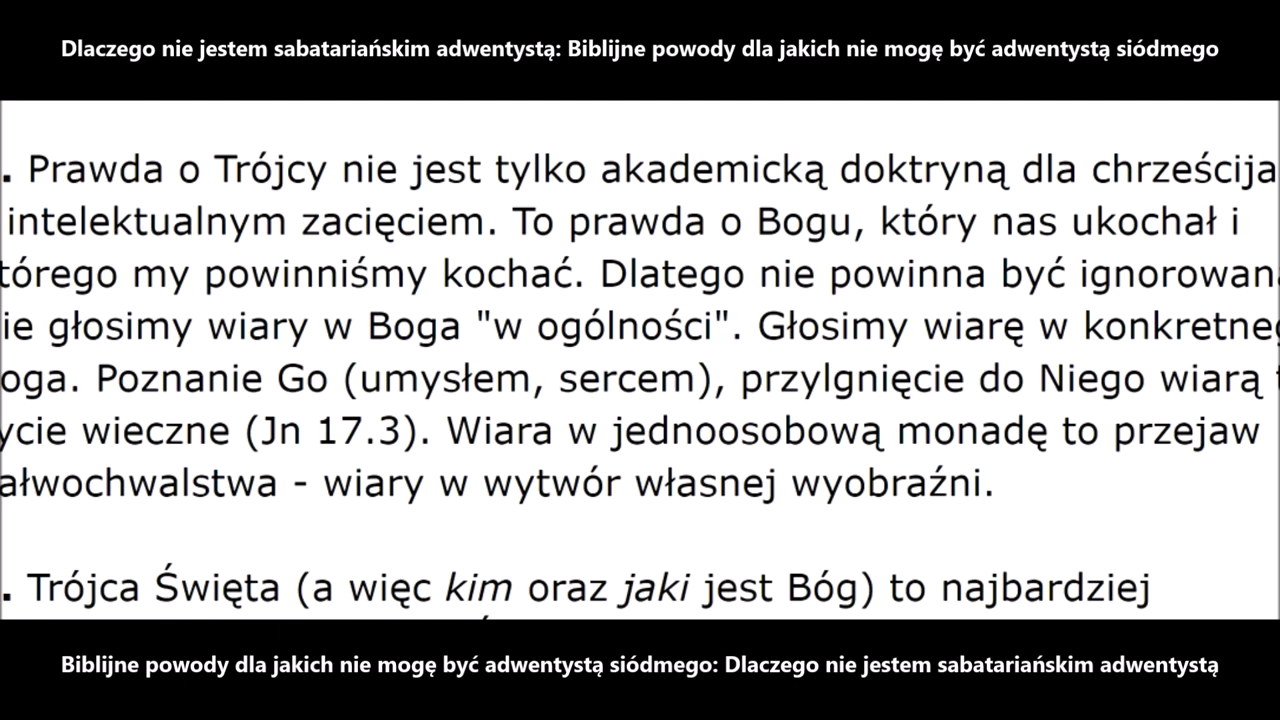 Dlaczego nie jestem sabatariańskim adwentystą: Biblijne powody dla jakich nie mogę być adwentystą siódmego
. Prawda o Trójcy nie jest tylko akademicką doktryną dla chrześcija
intelektualnym zacięciem. To prawda o Bogu, który nas ukochał i
tórego my powinniśmy kochać. Dlatego nie powinna być ignorowana
ie głosimy wiary w Boga "w ogólności". Głosimy wiarę w konkretneg
oga. Poznanie Go (umysłem, sercem), przylgnięcie do Niego wiarą
ycie wieczne (Jn 17.3). Wiara w jednoosobową monadę to przejaw
ałwochwalstwa - wiary w wytwór własnej wyobraźni.
. Trójca Święta (a więc kim oraz jaki jest Bóg) to najbardziej
Biblijne powody dla jakich nie mogę być adwentystą siódmego: Dlaczego nie jestem sabatariańskim adwentystą